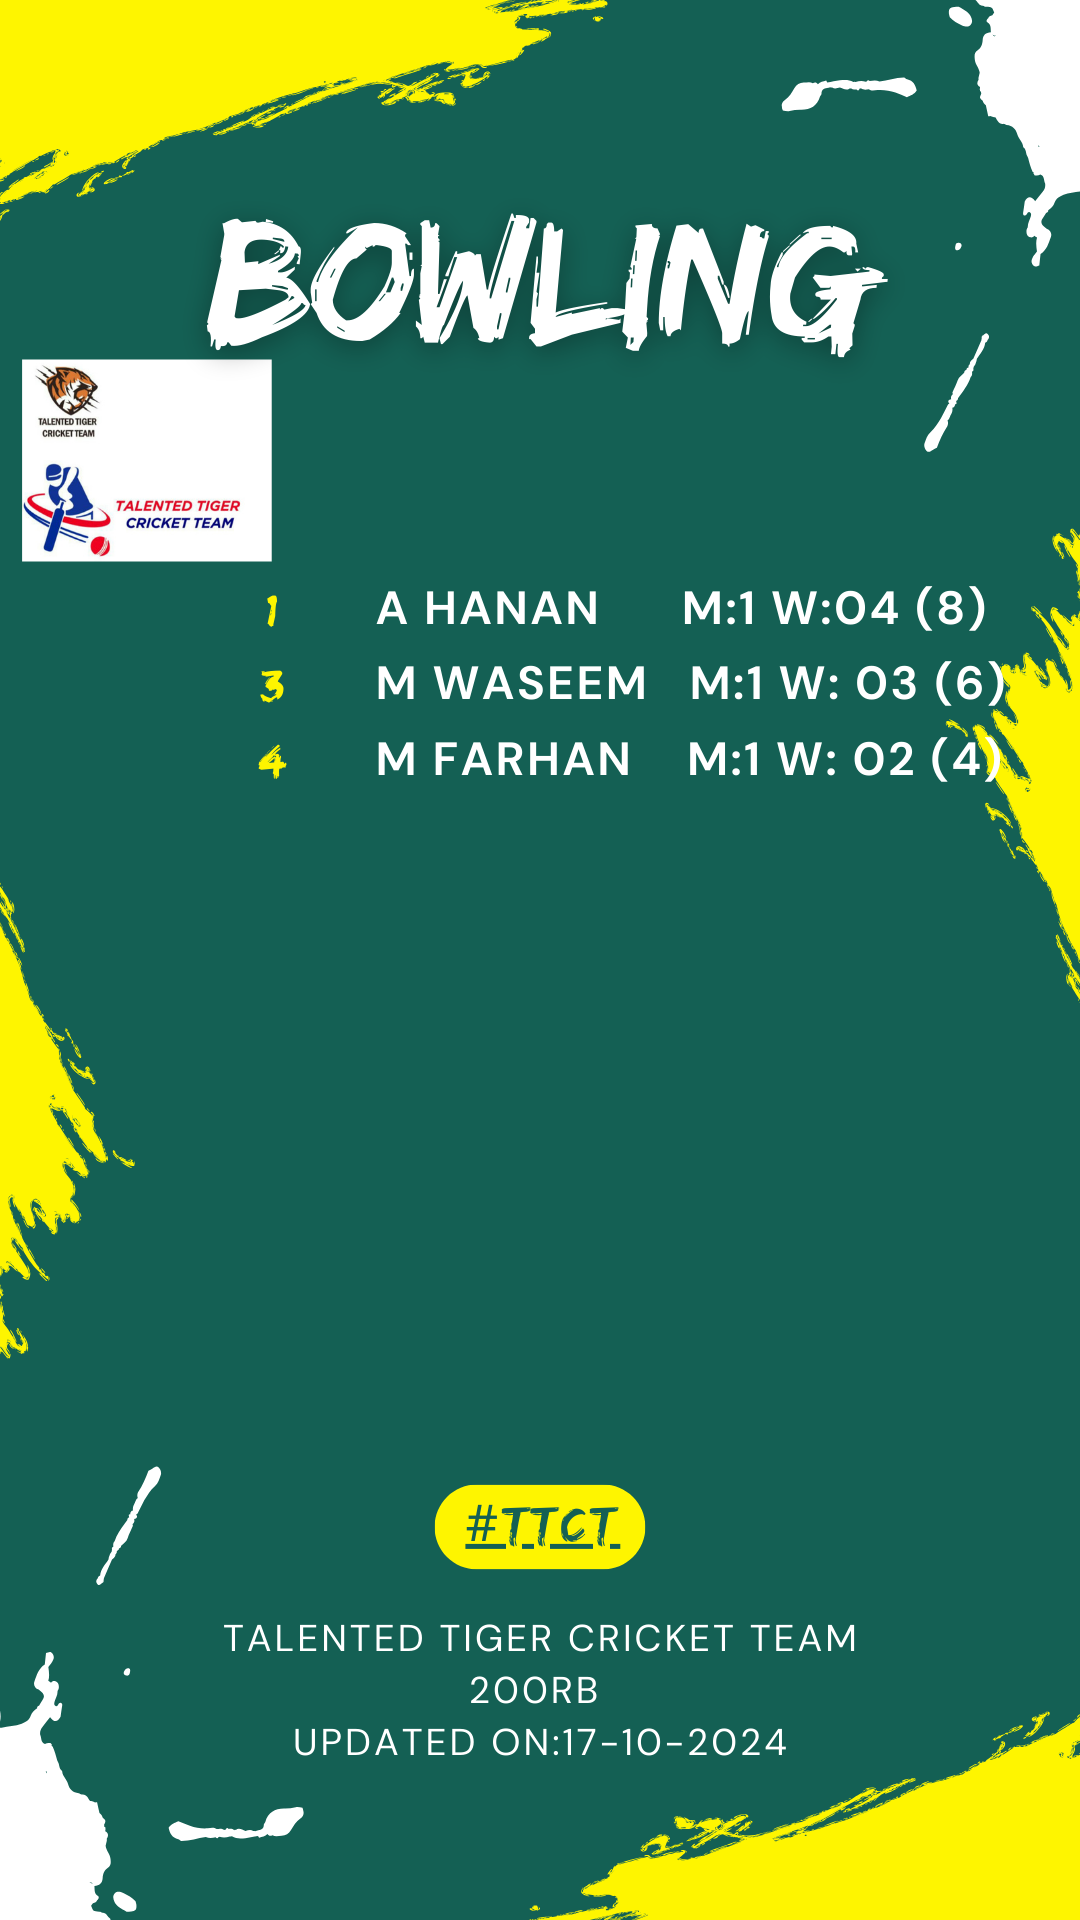 BOWLING
TALENTED TIGER
CRICKET TEAM
TALENTED TIGER
CRICKET TEAM
1 A HANAN M:1 W:04 (8)
3 M WASEEM M:1 W: 03 (6)
4 M FARHAN M:1 W: 02 (4)
#TTCT
TALENTED TIGER CRICKET TEAM
200RB
UPDATED ON:17-10-2024